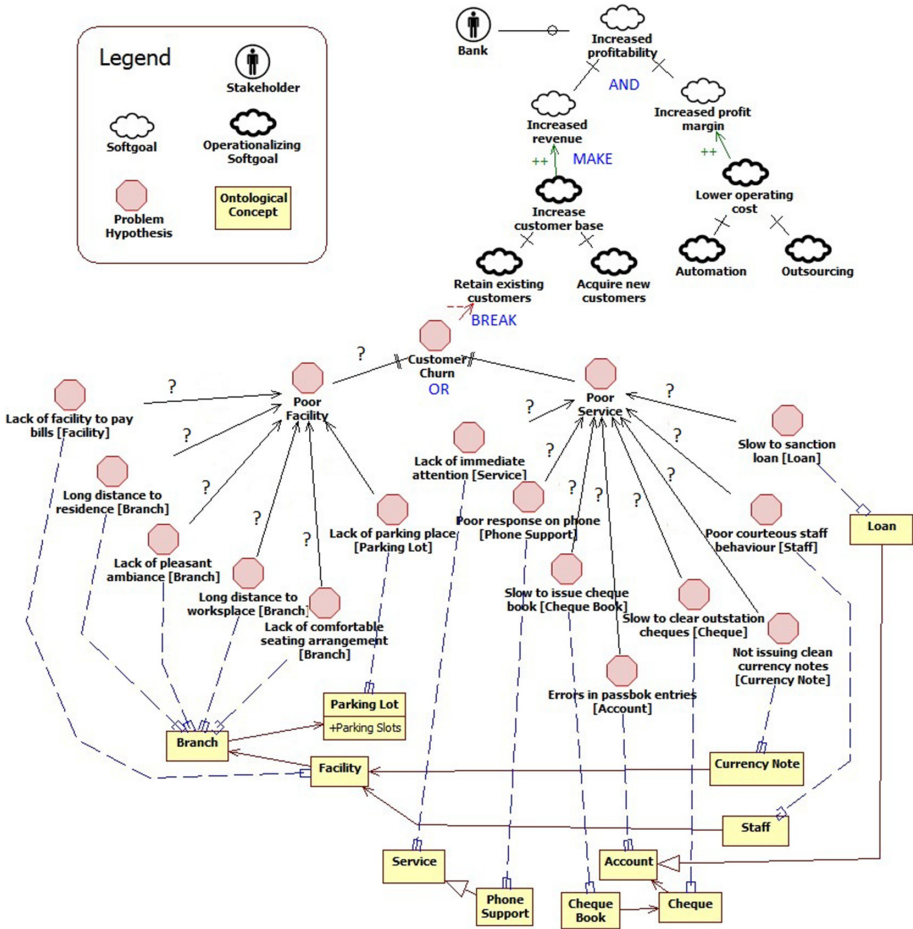 Legend
Stakeholder
Softgoal
Operationalizing
Softgoal
Problem
Hypothesis
Ontological
Concept
Bank
Increased
profitability
AND
Increased
revenue
Increased profit
margin
++
MAKE
++
Increase
customer base
Lower operating
cost
Retain existing
customers
Acquire new
customers
Automation
Outsourcing
--
BREAK
Customer
Churn
OR
?
Poor
Facility
Poor
Service
?
Lack of facility to pay
bills [Facility]
?
Long distance to
residence [Branch]
?
Lack of pleasant
ambiance [Branch]
?
Long distance to
worksplace [Branch]
?
Lack of comfortable
seating arrangement
[Branch]
Lack of parking place
[Parking Lot]
?
Lack of immediate
attention [Service]
?
Poor response on phone
[Phone Support]
?
Slow to issue cheque
book [Cheque Book]
?
Errors in passbok entries
[Account]
?
Slow to clear outstation
cheques [Cheque]
?
Not issuing clean
currency notes
[Currency Note]
?
Poor courteous staff
behaviour [Staff]
?
Slow to sanction
loan [Loan]
Loan
Parking Lot
+Parking Slots
Branch
Facility
Currency Note
Staff
Service
Account
Phone
Support
Cheque
Book
Cheque